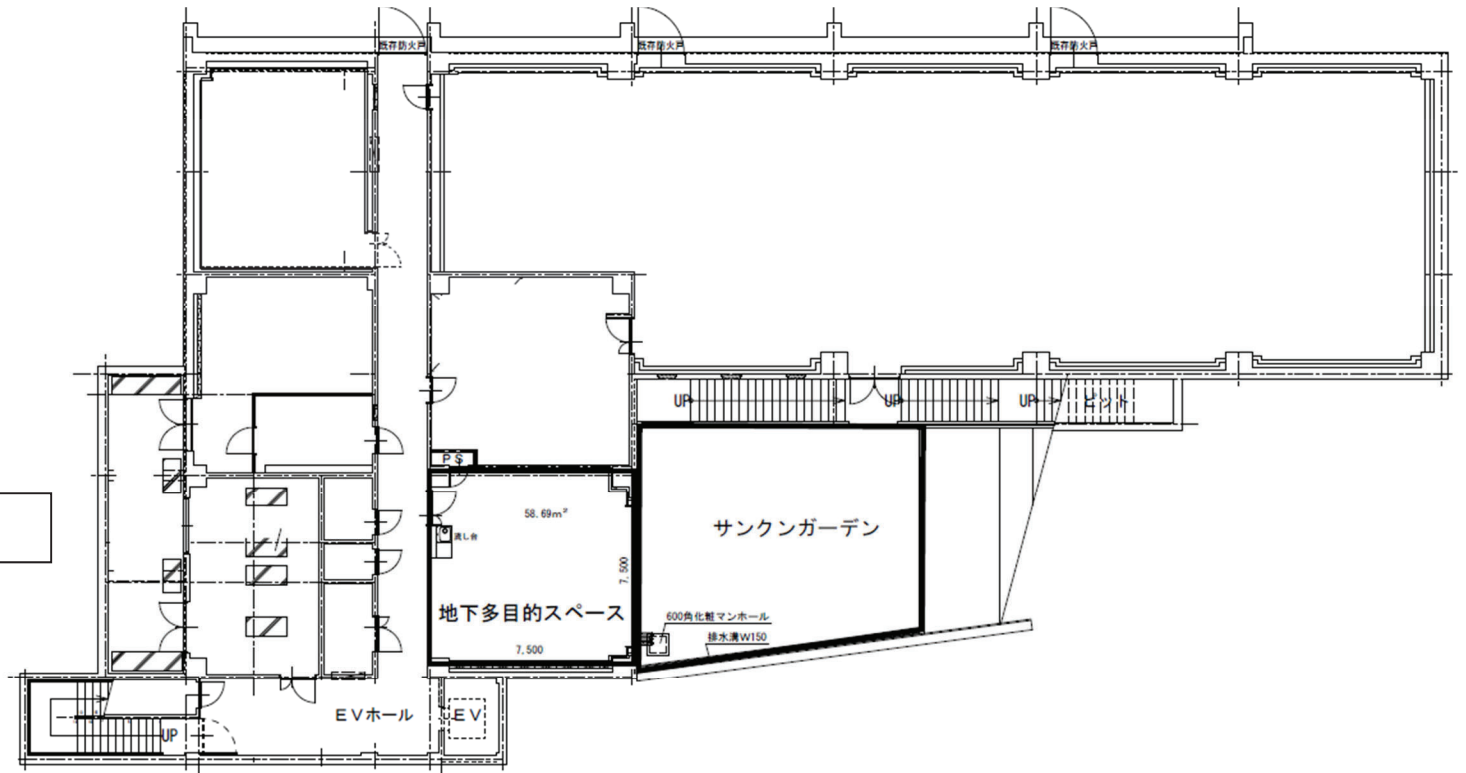 既存防火戸
既存防火戸
既存防火戸
UP
UP
UP
ピット
PS
58.69m²
流し台
サンクンガーデン
7,500
地下多目的スペース
600角化粧マンホール
排水溝W150
7,500
EVホール
EV
UP